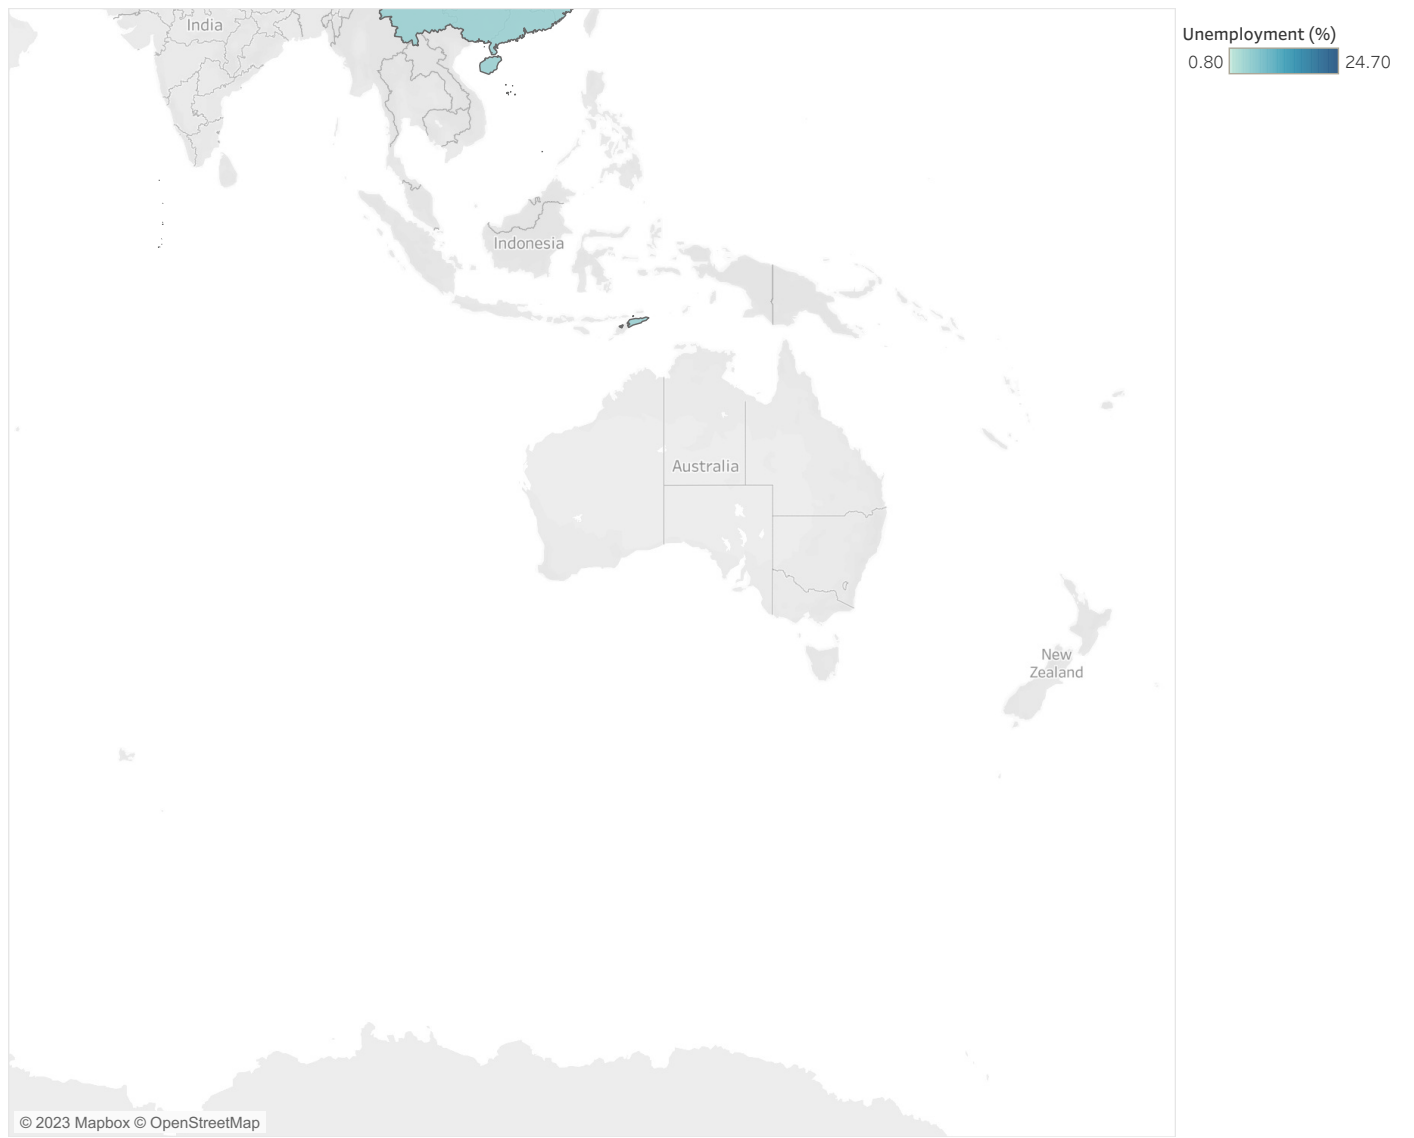 India
Unemployment (%)
0.80
24.70
Indonesia
Australia
New
Zealand
© 2023 Mapbox © OpenStreetMap